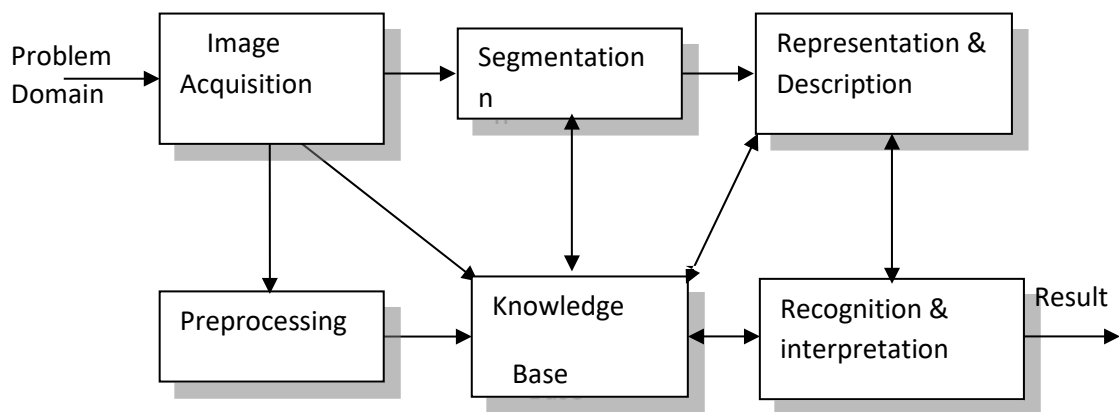 Problem
Domain
Image
Acquisition
Segmentation
n
Representation &
Description
Preprocessing
Knowledge
Base
Recognition &
interpretation
Result